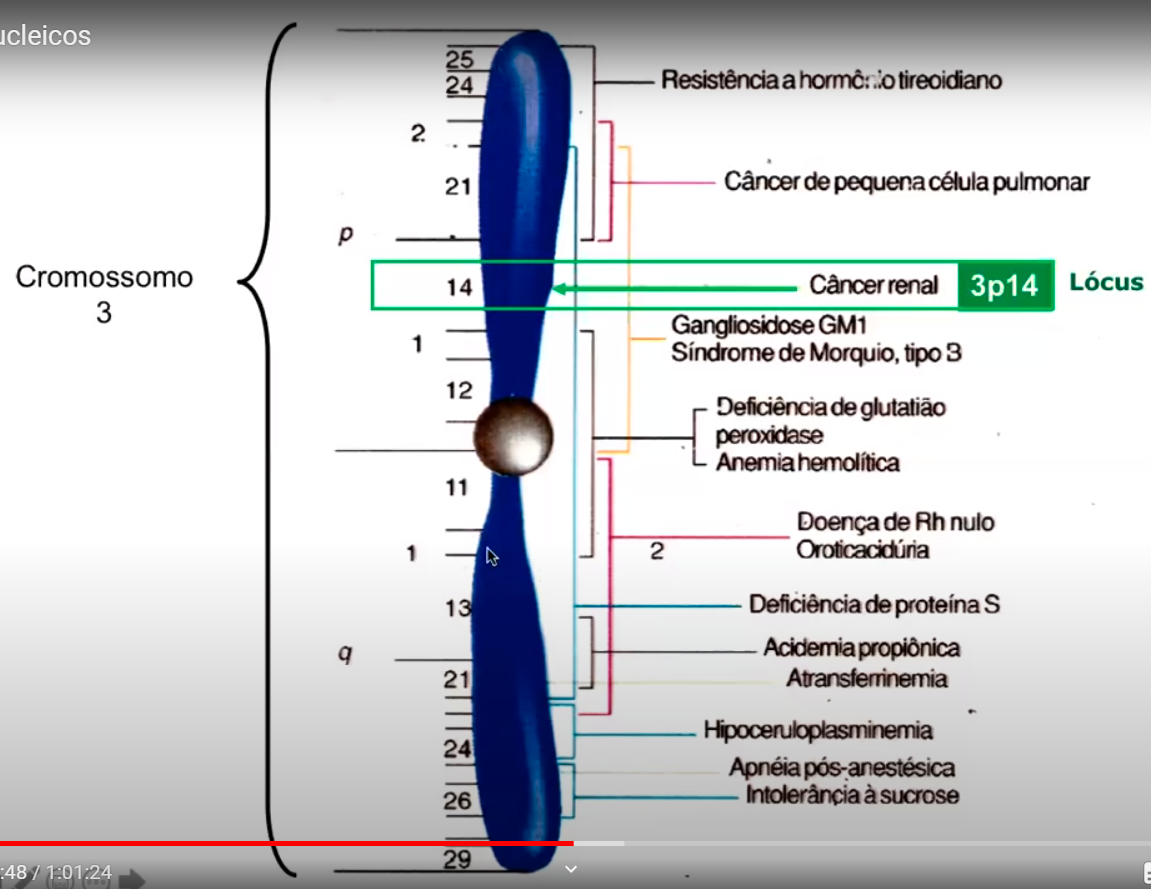 ucleicos
25
24
Resistência a hormônio tireoidiano
2
21
Câncer de pequena célula pulmonar
p
Cromossomo
3
14
Câncer renal
3p14
Lócus
Gangliosidose GM1
1
Síndrome de Morquio, tipo B
12
Deficiência de glutatião
peroxidase
Anemia hemolítica
11
Doença de Rh nulo
1
2
Oroticacidúria
13
Deficiência de proteína S
q
Acidemia propiônica
21
Atransferrinemia
Hipoceruloplasminemia
24
Apnéia pós-anestésica
26
Intolerância à sucrose
29
:48 / 1:01:24